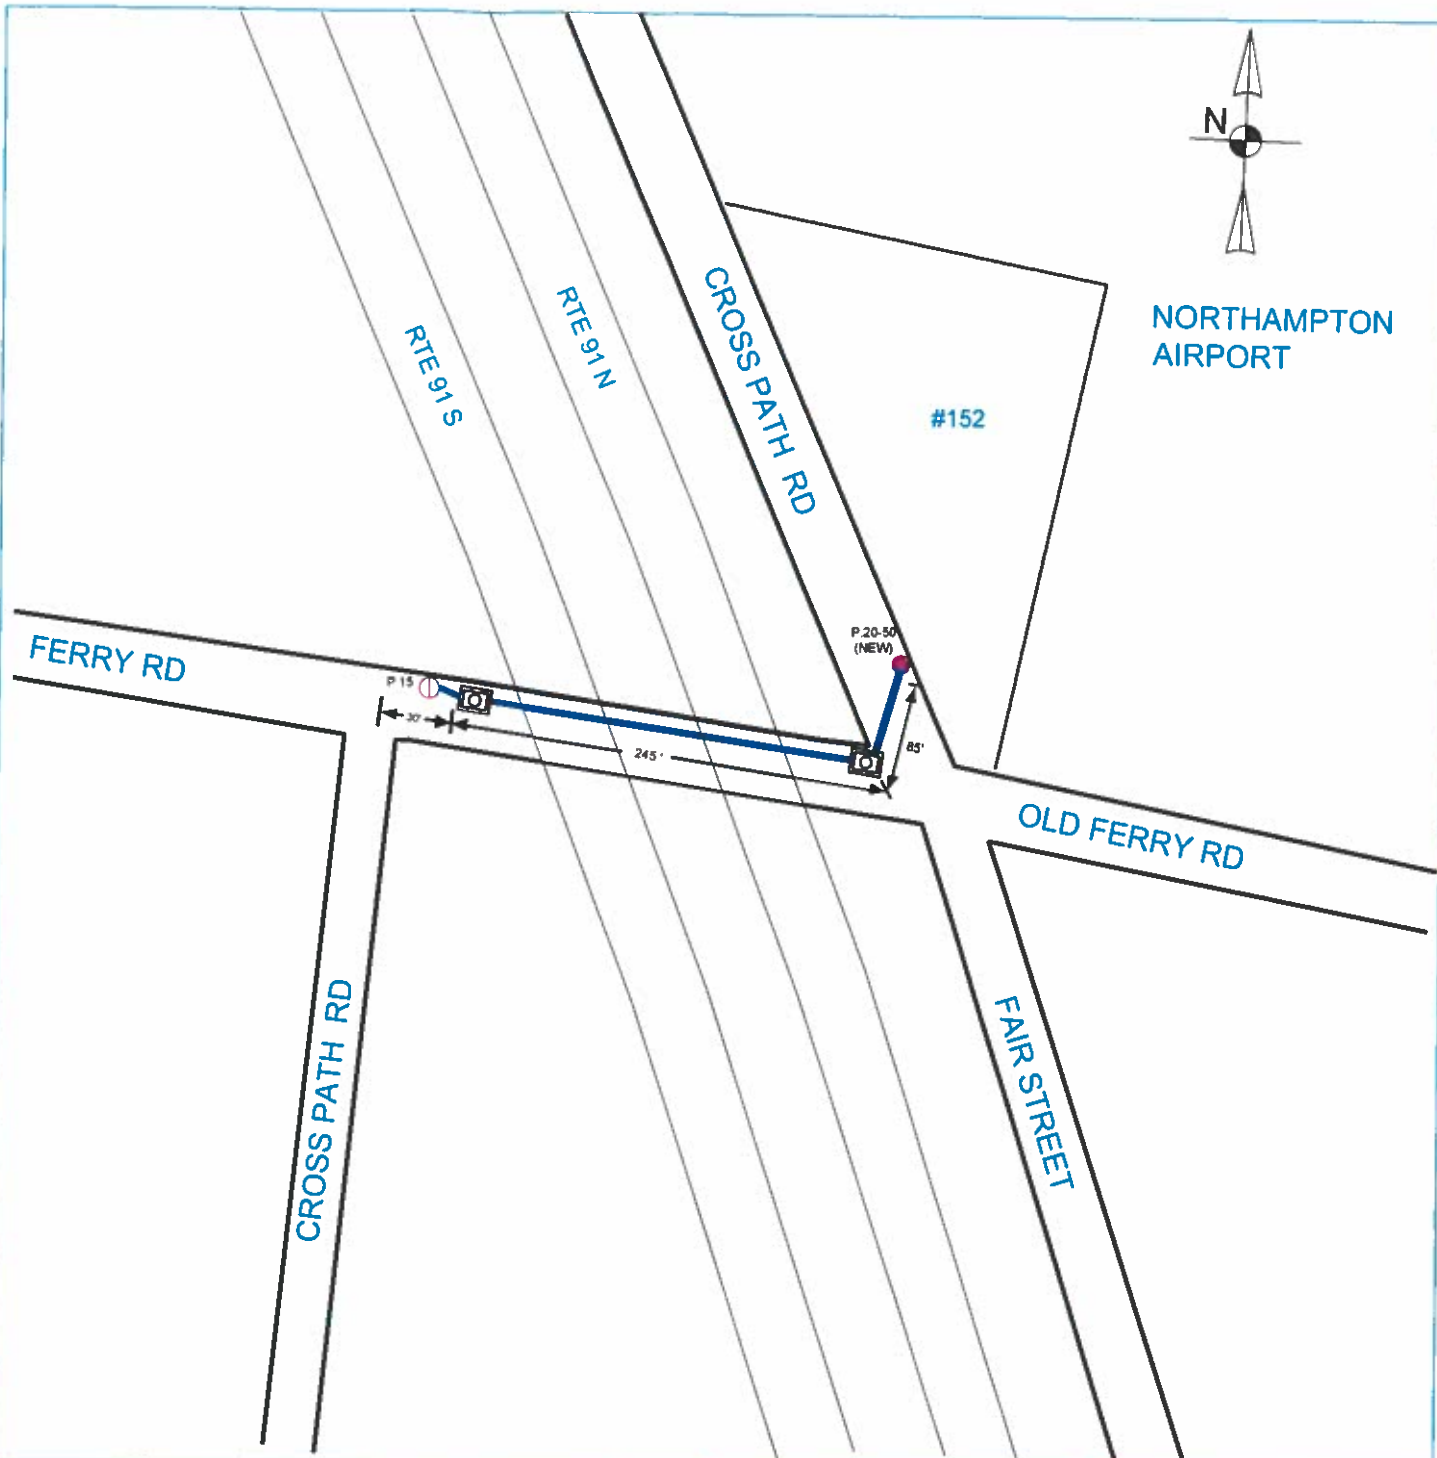 N
NORTHAMPTON
AIRPORT
RTE 91 S
RTE 91 N
CROSS PATH RD
#152
P.20-50
(NEW)
FERRY RD
P 15
30'
245'
85'
OLD FERRY RD
CROSS PATH RD
FAIR STREET